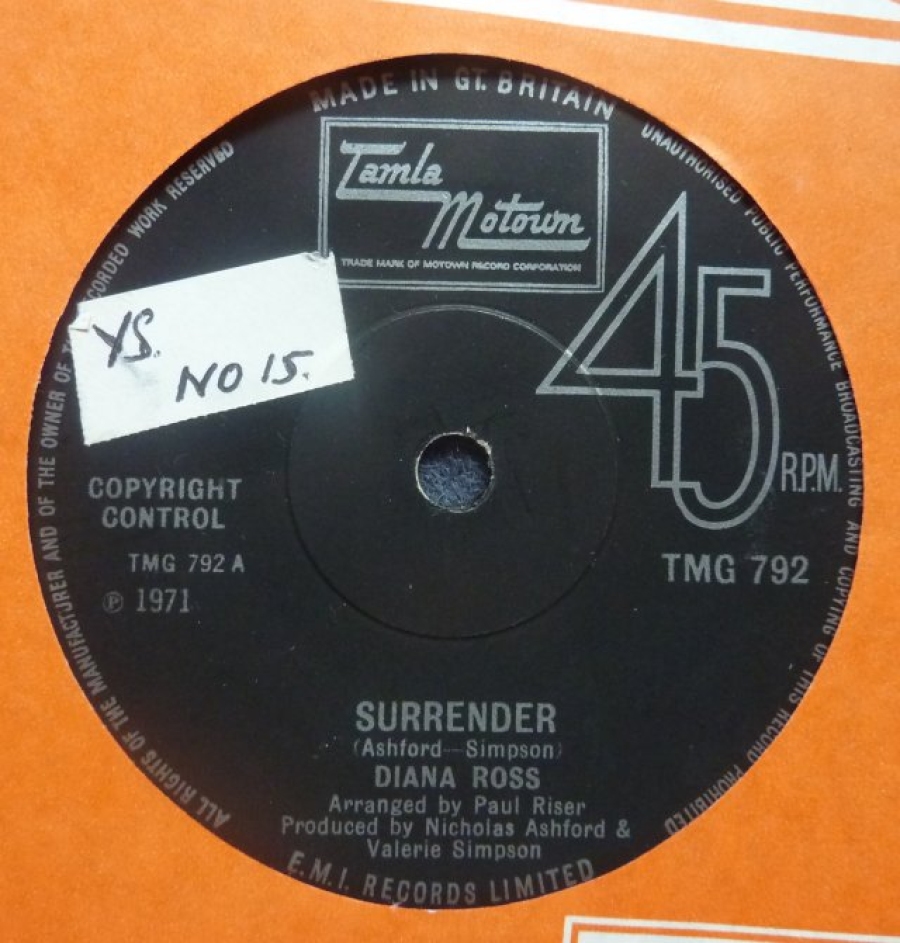 MADE IN GT. BRITAIN
UNAUTHORISED PUBLIC PERFORMANCE BROADCASTING AND COPYING OF THIS RECORD PROHIBITED
Tamla
Motown
TRADE MARK OF MOTOWN RECORD CORPORATION
45
R.P.M.
YS.
NO 15.
COPYRIGHT
CONTROL
TMG 792 A
℗ 1971
TMG 792
SURRENDER
(Ashford—Simpson)
DIANA ROSS
Arranged by Paul Riser
Produced by Nicholas Ashford &
Valerie Simpson
E.M.I. RECORDS LIMITED
ALL RIGHTS OF THE MANUFACTURER AND OF THE OWNER OF WORK RESERVED